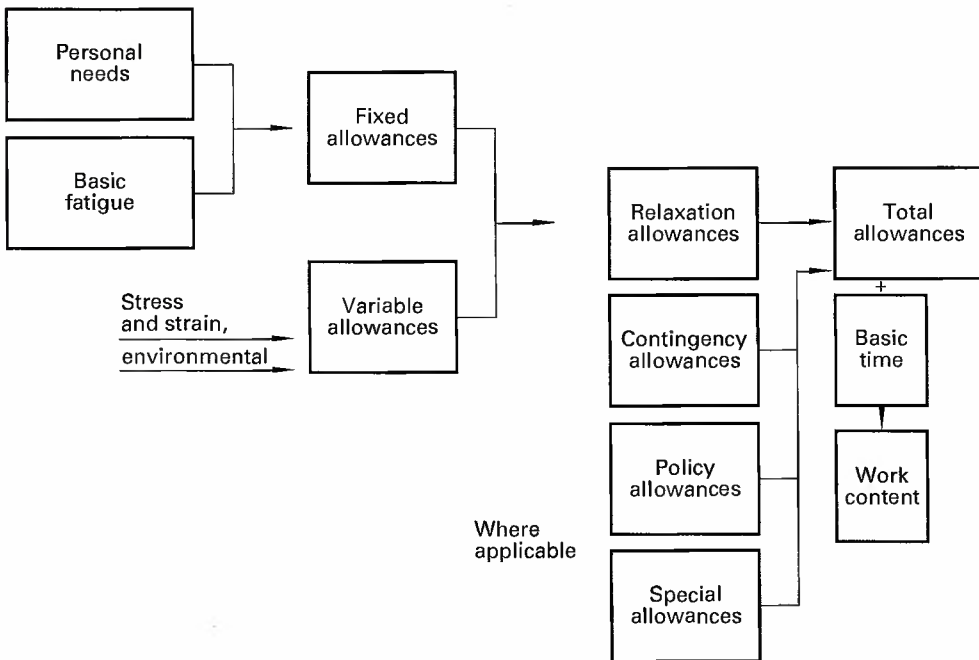 Personal
needs
Basic
fatigue
Fixed
allowances
Stress
and strain,
environmental
Variable
allowances
Relaxation
allowances
Total
allowances
+
Contingency
allowances
Basic
time
Policy
allowances
Work
content
Where
applicable
Special
allowances